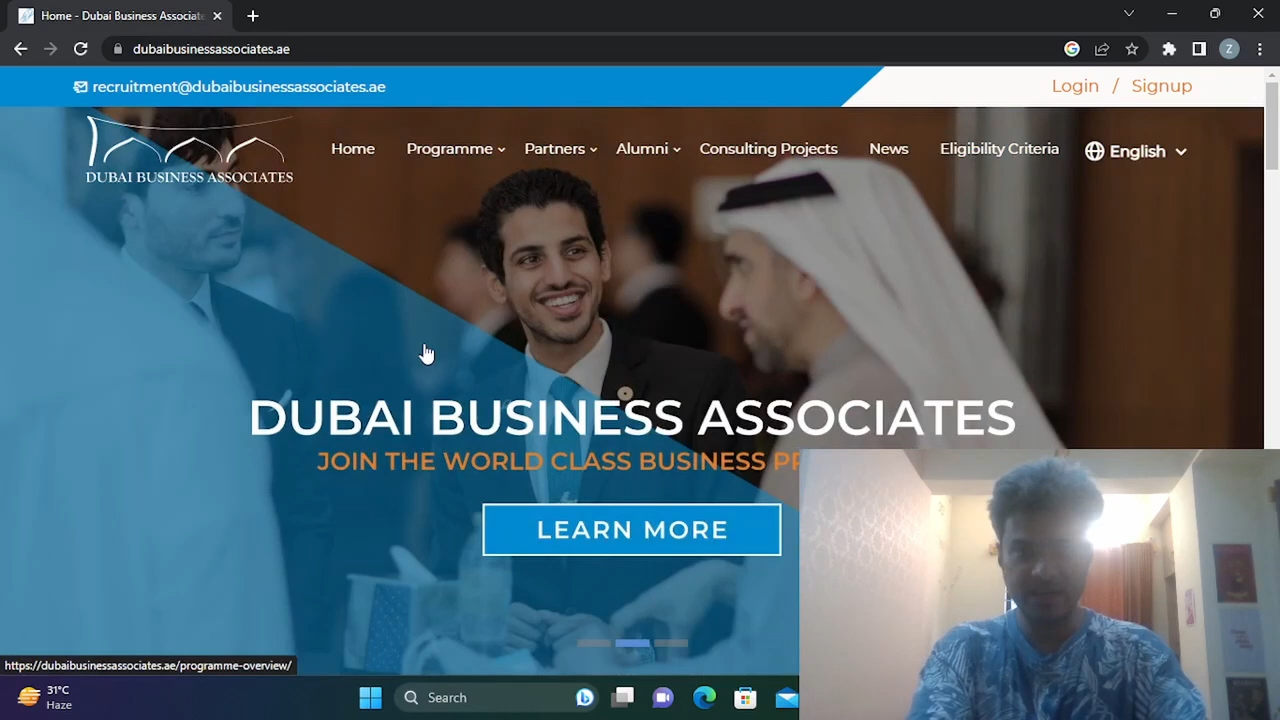 Home - Dubai Business Associate
dubaibusinessassociates.ae
Z
recruitment@dubaibusinessassociates.ae
Login / Signup
DUBAI BUSINESS ASSOCIATES
Home
Programme
Partners
Alumni
Consulting Projects
News
Eligibility Criteria
English
DUBAI BUSINESS ASSOCIATES
JOIN THE WORLD CLASS BUSINESS
LEARN MORE
https://dubaibusinessassociates.ae/programme-overview/
31°C
Haze
Search